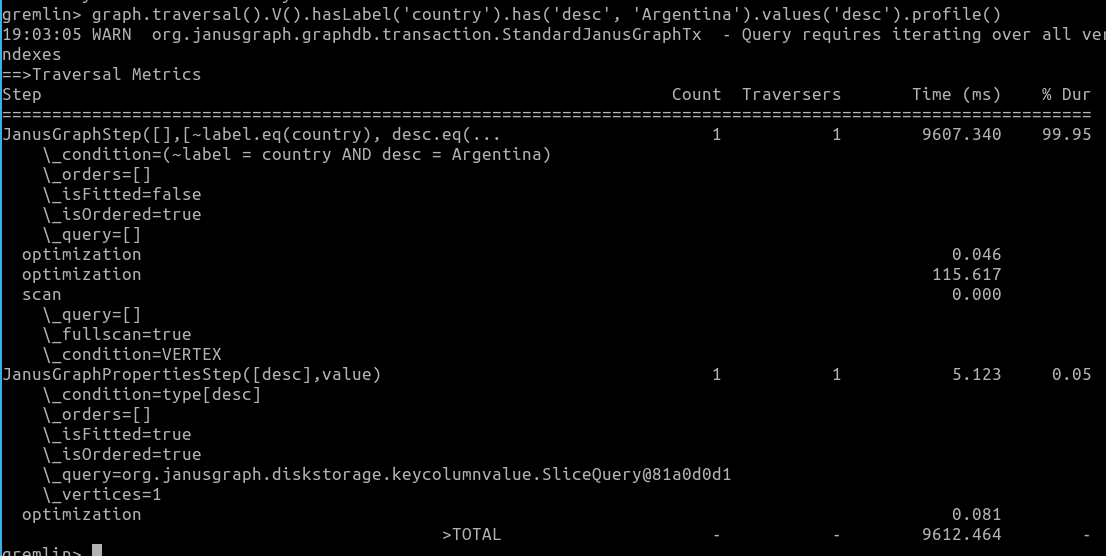 gremlin> graph.traversal().V().hasLabel('country').has('desc', 'Argentina').values('desc').profile()
19:03:05 WARN  org.janusgraph.graphdb.transaction.StandardJanusGraphTx  - Query requires iterating over all ver
ndexes
==>Traversal Metrics
Step                                                               Count  Traversers       Time (ms)    % Dur
=============================================================================================================
JanusGraphStep([],[~label.eq(country), desc.eq(...                     1           1        9607.340    99.95
    \_condition=(~label = country AND desc = Argentina)
    \_orders=[]
    \_isFitted=false
    \_isOrdered=true
    \_query=[]
  optimization                                                                                 0.046
  optimization                                                                               115.617
  scan                                                                                         0.000
    \_query=[]
    \_fullscan=true
    \_condition=VERTEX
JanusGraphPropertiesStep([desc],value)                                 1           1           5.123     0.05
    \_condition=type[desc]
    \_orders=[]
    \_isFitted=true
    \_isOrdered=true
    \_query=org.janusgraph.diskstorage.keycolumnvalue.SliceQuery@81a0d0d1
    \_vertices=1
  optimization                                                                                 0.081
                                            >TOTAL                     -           -        9612.464        -
gremlin>